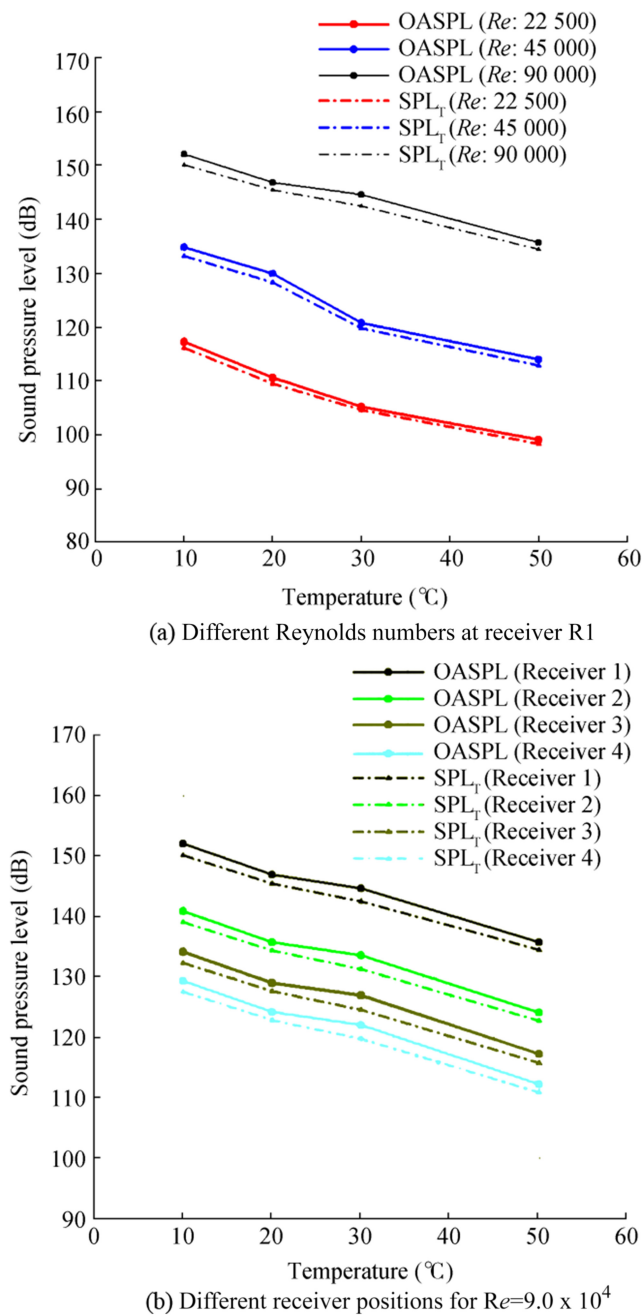 OASPL (Re: 22 500)
OASPL (Re: 45 000)
OASPL (Re: 90 000)
SPL_T (Re: 22 500)
SPL_T (Re: 45 000)
SPL_T (Re: 90 000)
170
160
150
140
130
120
110
100
90
80
Sound pressure level (dB)
0 10 20 30 40 50 60
Temperature (℃)
(a) Different Reynolds numbers at receiver R1
OASPL (Receiver 1)
OASPL (Receiver 2)
OASPL (Receiver 3)
OASPL (Receiver 4)
SPL_T (Receiver 1)
SPL_T (Receiver 2)
SPL_T (Receiver 3)
SPL_T (Receiver 4)
170
160
150
140
130
120
110
100
90
Sound pressure level (dB)
0 10 20 30 40 50 60
Temperature (℃)
(b) Different receiver positions for Re=9.0 x 10⁴